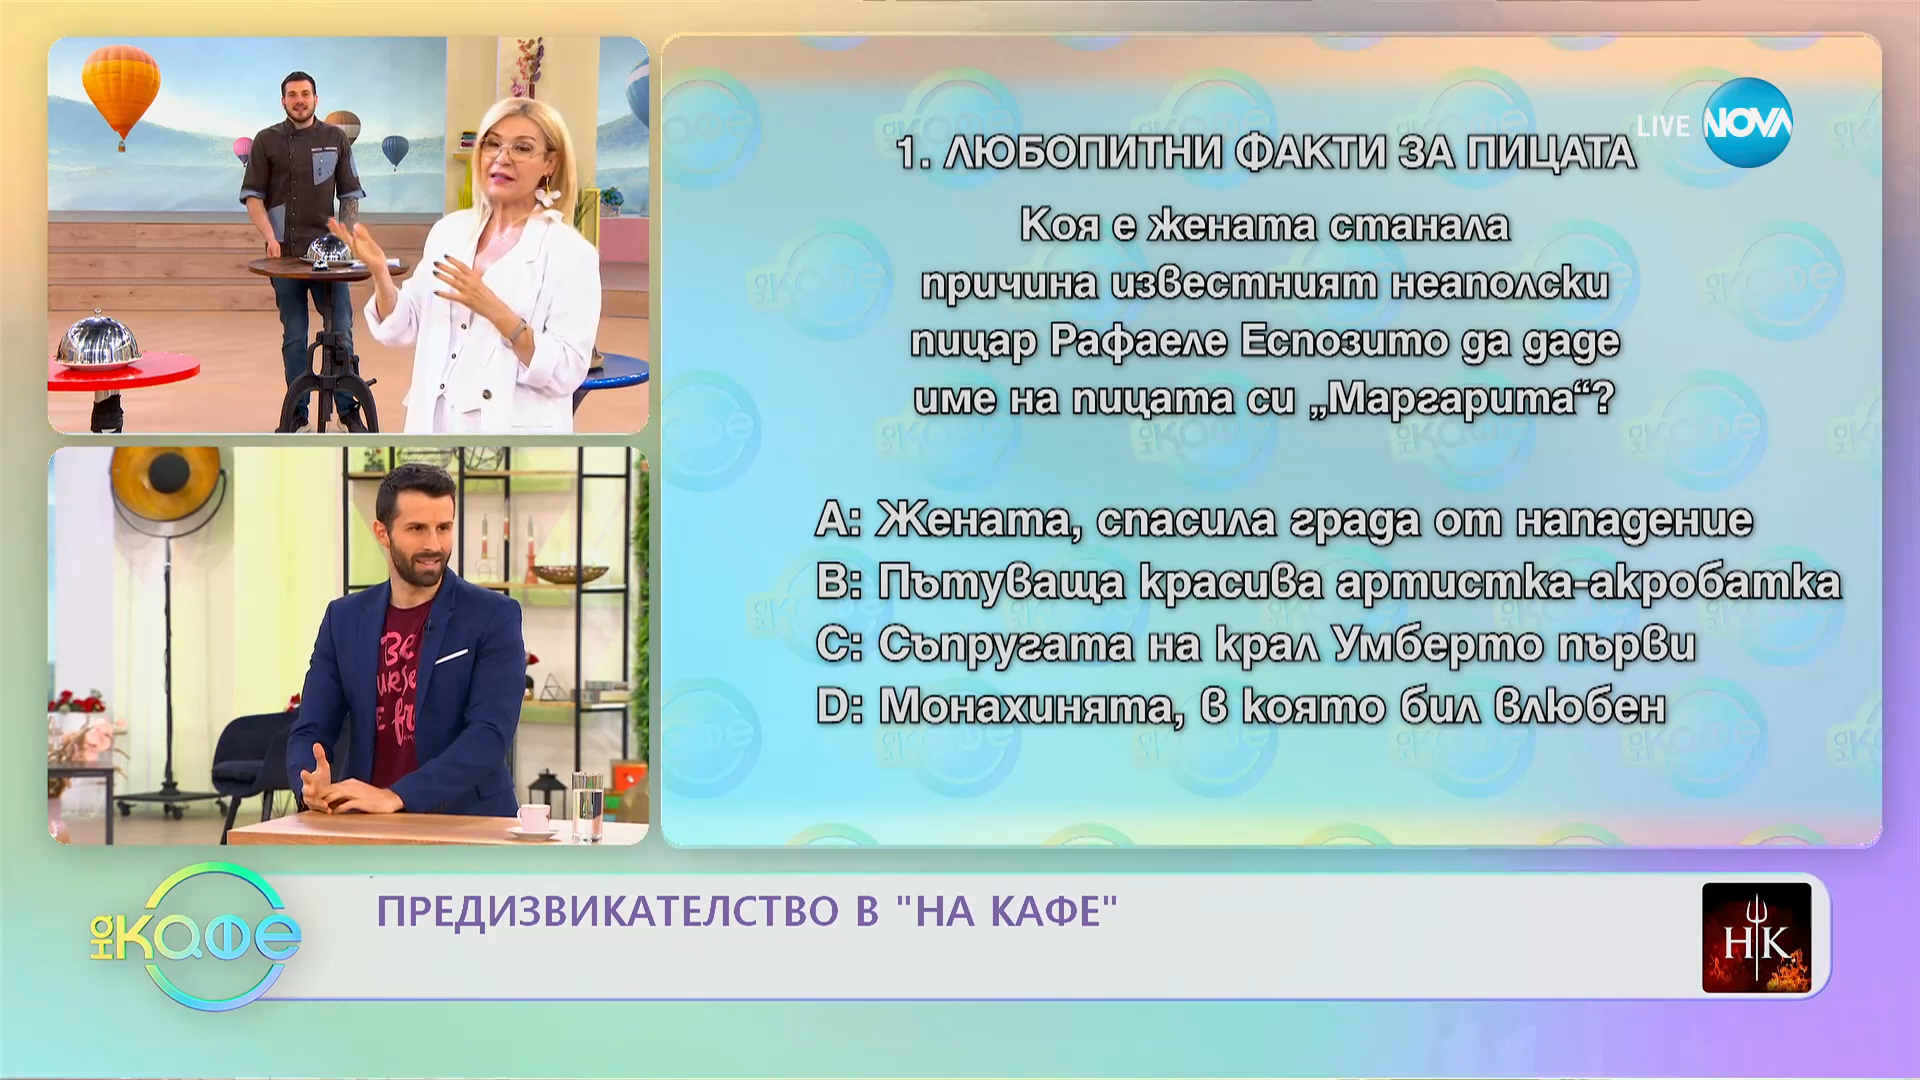 LIVE NOVA
1. ЛЮБОПИТНИ ФАКТИ ЗА ПИЦАТА
Коя е жената станала
причина известният неаполски
пицар Рафаеле Еспозито да даде
име на пицата си „Маргарита“?
A: Жената, спасила града от нападение
B: Пътуваща красива артистка-акробатка
C: Съпругата на крал Умберто първи
D: Монахинята, в която бил влюбен
НА КАФЕ
ПРЕДИЗВИКАТЕЛСТВО В "НА КАФЕ"
HK